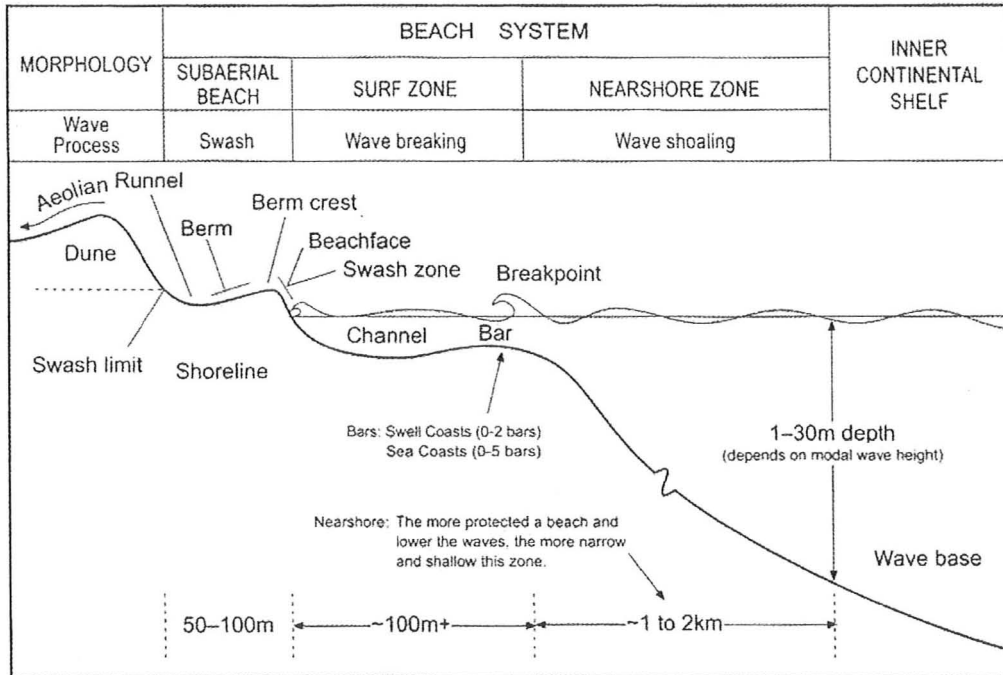 BEACH SYSTEM
MORPHOLOGY
SUBAERIAL
BEACH
SURF ZONE
NEARSHORE ZONE
INNER
CONTINENTAL
SHELF
Wave
Process
Swash
Wave breaking
Wave shoaling
Aeolian
Runnel
Berm crest
Berm
Beachface
Dune
Swash zone
Breakpoint
Channel
Bar
Swash limit
Shoreline
Bars: Swell Coasts (0-2 bars)
Sea Coasts (0-5 bars)
1–30m depth
(depends on modal wave height)
Nearshore: The more protected a beach and
lower the waves, the more narrow
and shallow this zone.
Wave base
50–100m
~100m+
~1 to 2km